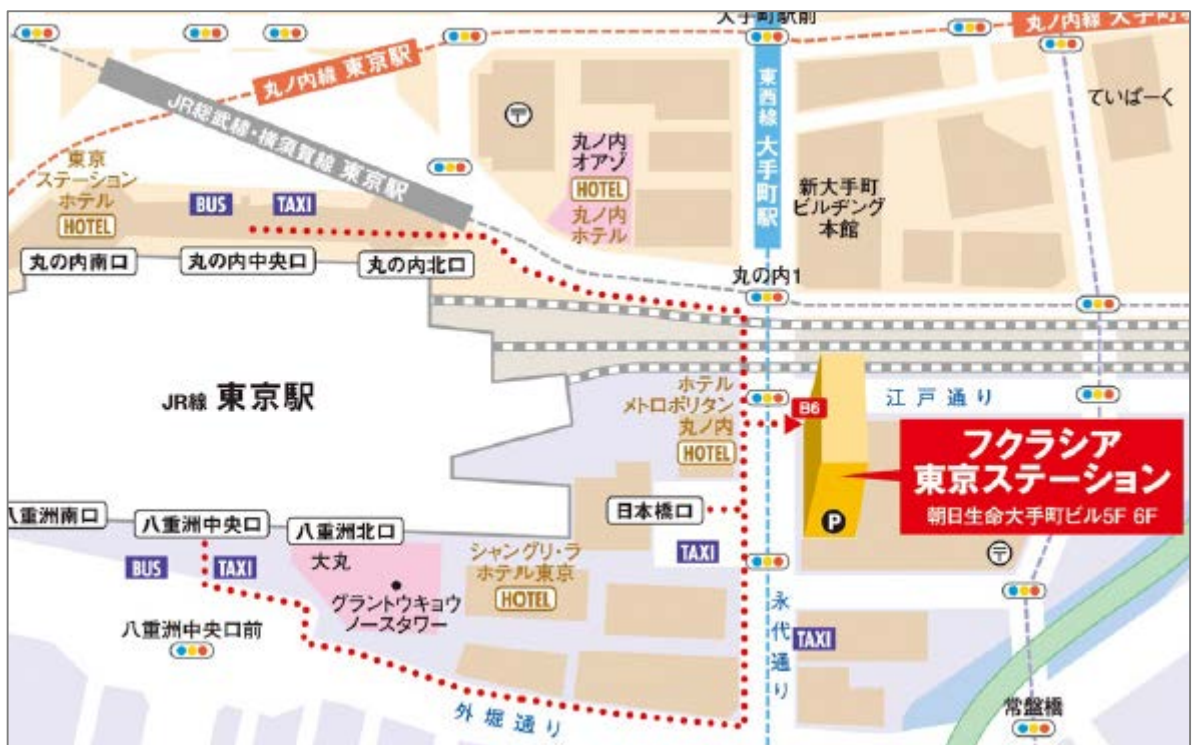 大手町駅前
丸ノ内線 大手町
丸ノ内線 東京駅
東西線 大手町駅
ていぱーく
JR総武線・横須賀線 東京駅
〒
丸ノ内
オアゾ
HOTEL
丸ノ内
ホテル
新大手町
ビルヂング
本館
東京
ステーション
ホテル
HOTEL
BUS
TAXI
丸の内南口
丸の内中央口
丸の内北口
丸の内1
JR線 東京駅
ホテル
メトロポリタン
丸ノ内
HOTEL
B6
江戸通り
フクラシア
東京ステーション
朝日生命大手町ビル5F 6F
P
〒
八重洲南口
八重洲中央口
八重洲北口
日本橋口
TAXI
BUS
TAXI
大丸
グラントウキョウ
ノースタワー
シャングリ・ラ
ホテル東京
HOTEL
八重洲中央口前
永代通り
TAXI
外堀通り
常盤橋